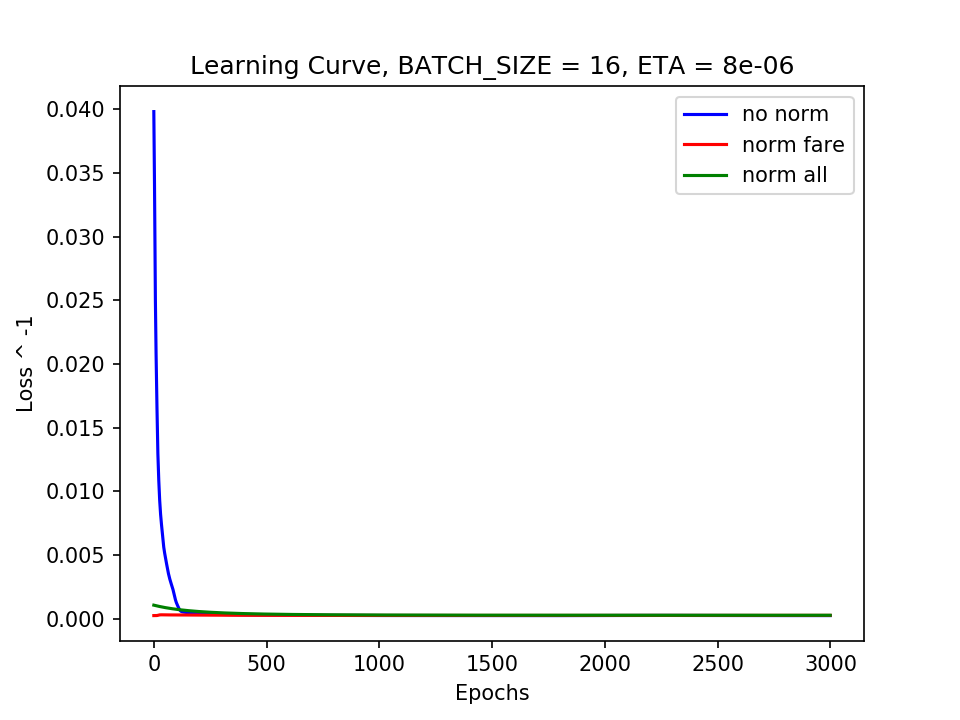 Learning Curve, BATCH_SIZE = 16, ETA = 8e-06
no norm
norm fare
norm all
Loss ^ -1
0.040
0.035
0.030
0.025
0.020
0.015
0.010
0.005
0.000
0 500 1000 1500 2000 2500 3000
Epochs